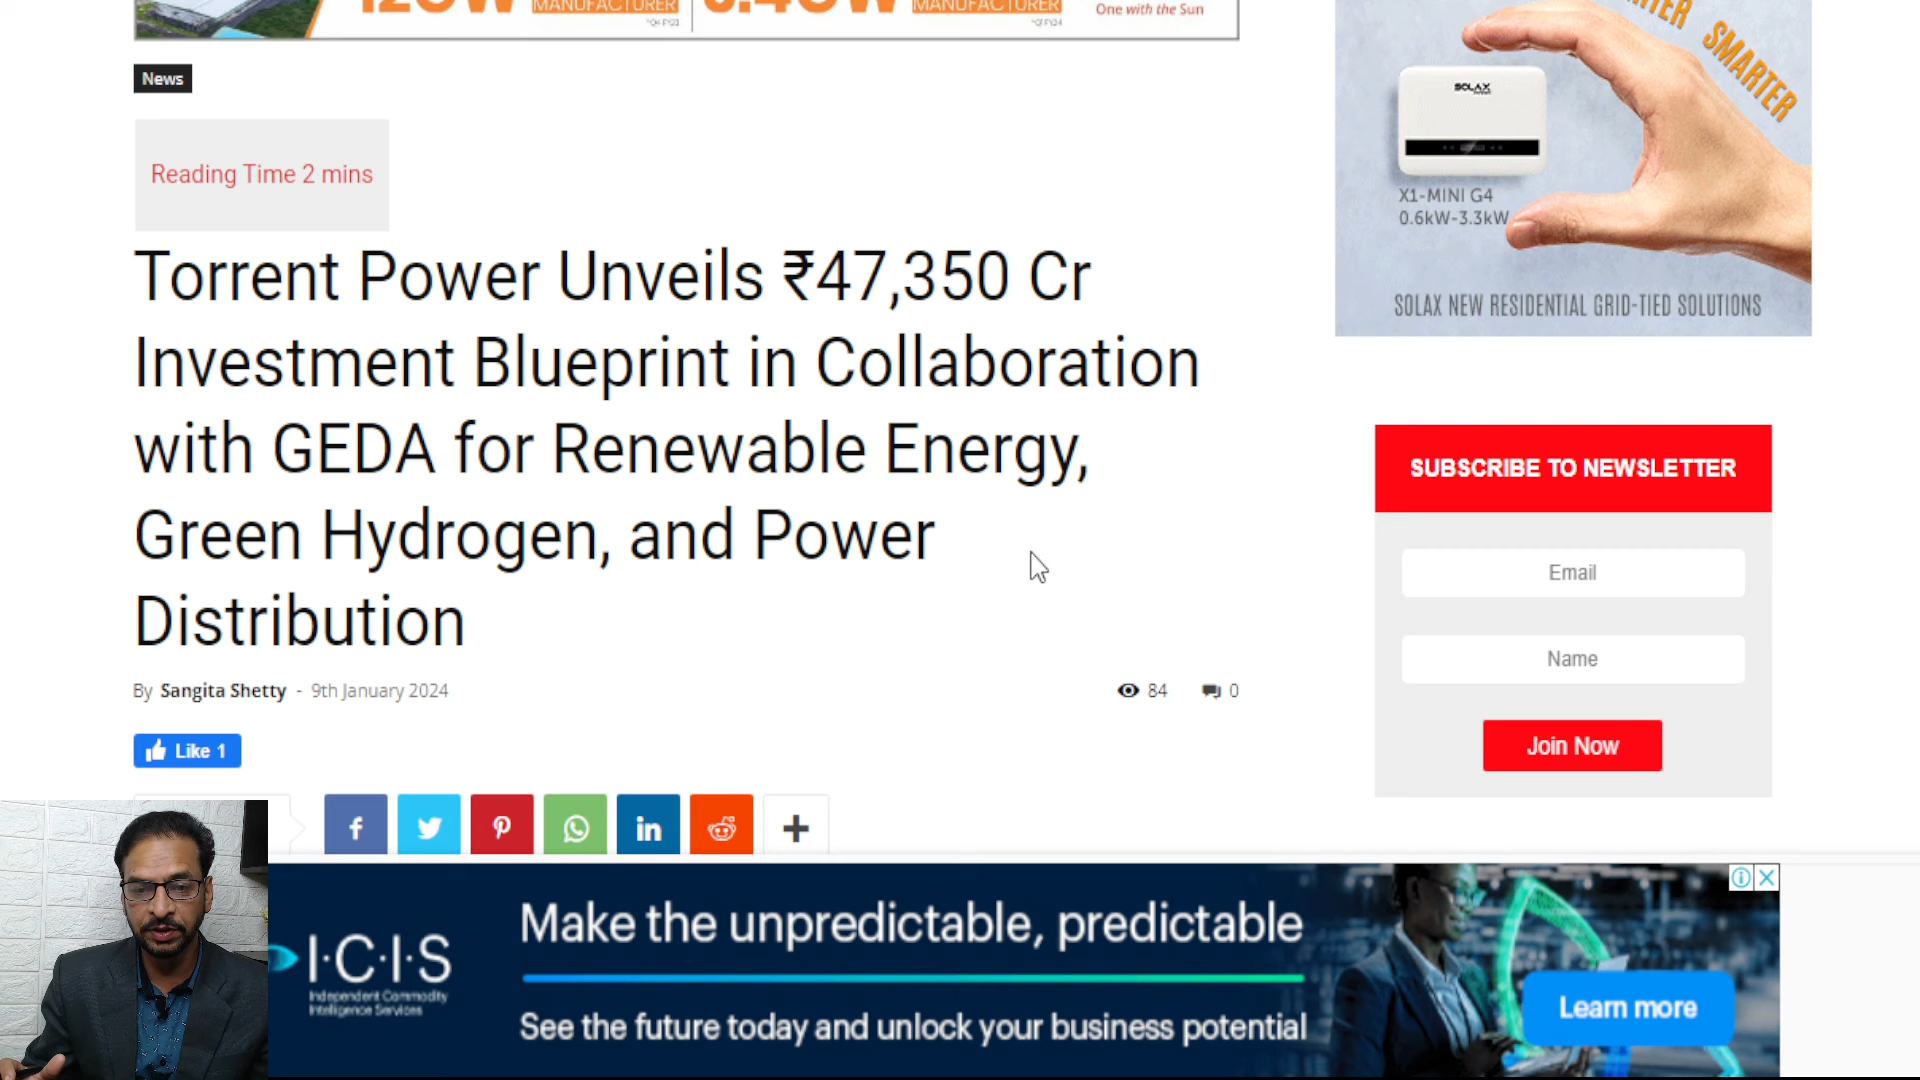 MANUFACTURER
MANUFACTURER
One with the Sun
SMARTER
SOLAX
X1-MINI G4
0.6kW-3.3kW
SOLAX NEW RESIDENTIAL GRID-TIED SOLUTIONS
News
Reading Time 2 mins
Torrent Power Unveils ₹47,350 Cr
Investment Blueprint in Collaboration
with GEDA for Renewable Energy,
Green Hydrogen, and Power
Distribution
By Sangita Shetty - 9th January 2024
84
0
Like 1
SUBSCRIBE TO NEWSLETTER
Email
Name
Join Now
I·C·I·S
Independent Commodity
Intelligence Services
Make the unpredictable, predictable
See the future today and unlock your business potential
Learn more